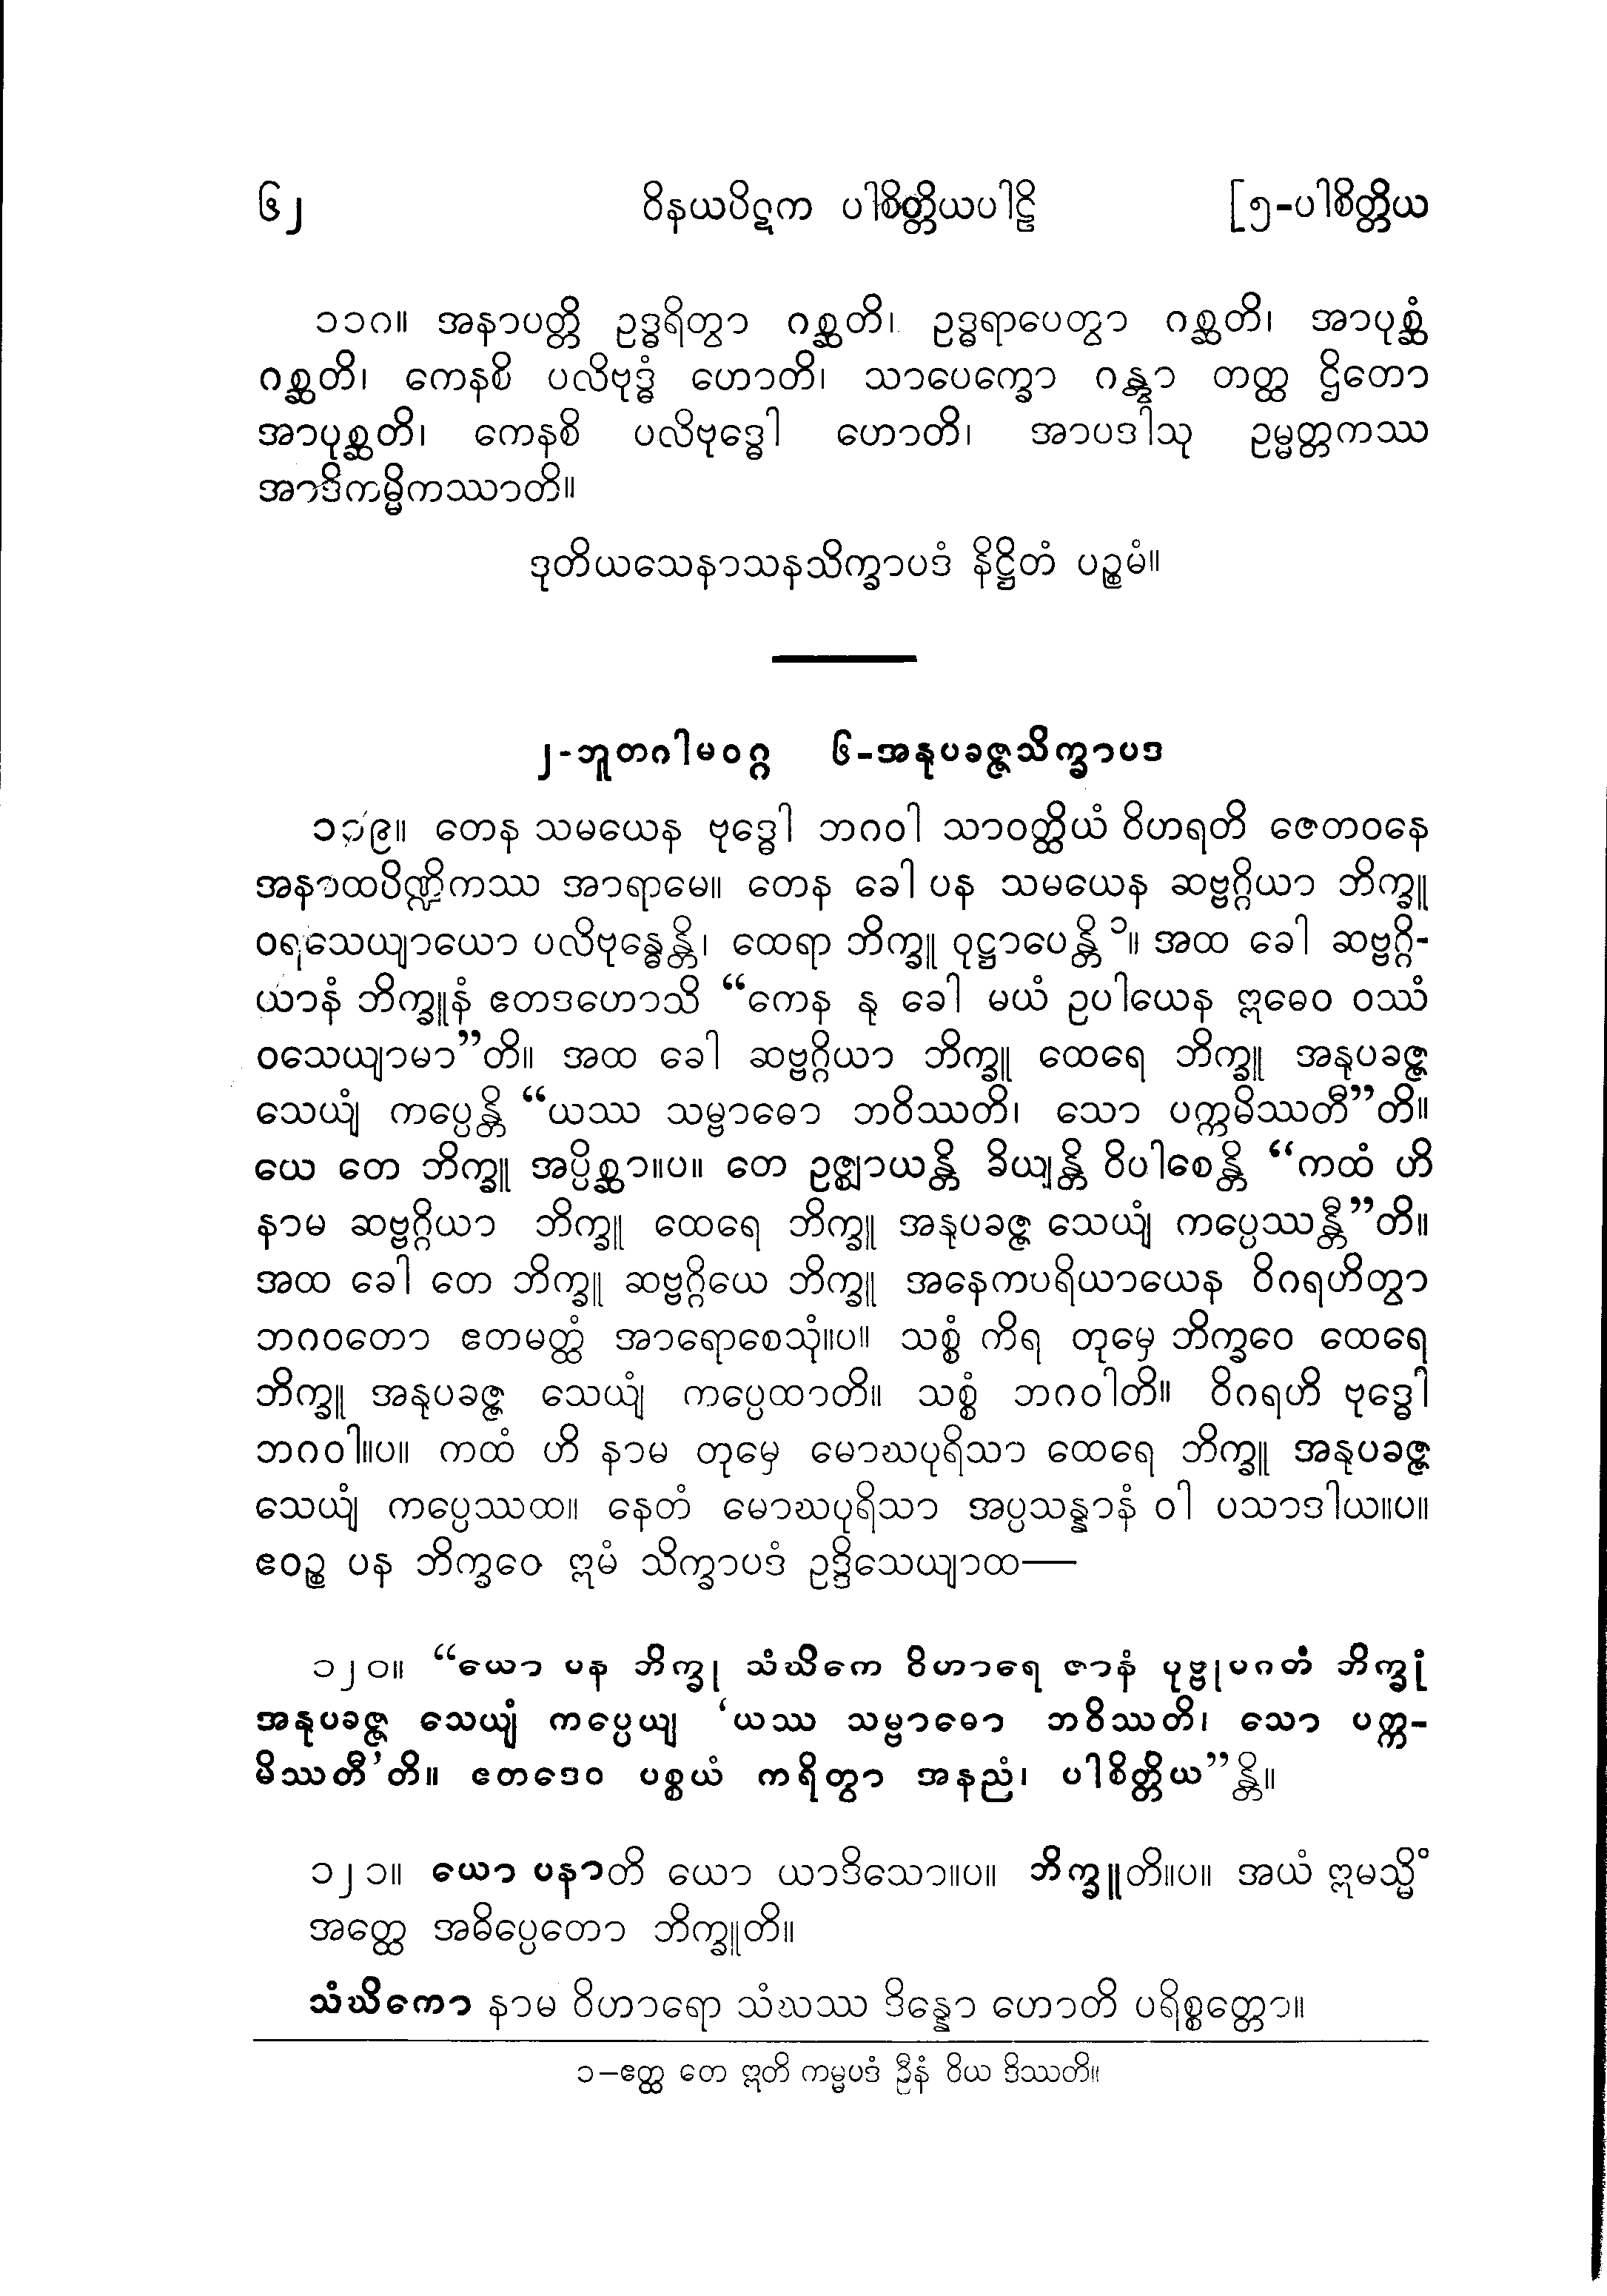 ၆၂ ဝိနယပိဋက ပါစိတ္တိယပါဠိ [၅-ပါစိတ္တိယ
၁၁၈။ အနာပတ္တိ ဥဒ္ဓရိတွာ ဂစ္ဆတိ၊ ဥဒ္ဓရာပေတွာ ဂစ္ဆတိ၊ အာပုစ္ဆံ
ဂစ္ဆတိ၊ ကေနစိ ပလိဗုဒ္ဓံ ဟောတိ၊ သာပေက္ခော ဂန္တွာ တတ္ထ ဌိတော
အာပုစ္ဆတိ၊ ကေနစိ ပလိဗုဒ္ဓေါ ဟောတိ၊ အာပဒါသု ဥမ္မတ္တကဿ
အာဒိကမ္မိကဿာတိ။
ဒုတိယသေနာသနသိက္ခာပဒံ နိဋ္ဌိတံ ပဉ္စမံ။
၂-ဘူတဂါမဝဂ္ဂ ၆-အနုပခဇ္ဇသိက္ခာပဒ
၁၁၉။ တေန သမယေန ဗုဒ္ဓေါ ဘဂဝါ သာဝတ္ထိယံ ဝိဟရတိ ဇေတဝနေ
အနာထပိဏ္ဍိကဿ အာရာမေ။ တေန ခေါ ပန သမယေန ဆဗ္ဗဂ္ဂိယာ ဘိက္ခူ
ဝရသေယျာယော ပလိဗုန္ဓေန္တိ၊ ထေရာ ဘိက္ခူ ဝုဋ္ဌာပေန္တိ ၁။ အထ ခေါ ဆဗ္ဗဂ္ဂိ-
ယာနံ ဘိက္ခူနံ ဧတဒဟောသိ “ကေန နု ခေါ မယံ ဥပါယေန ဣဓေဝ ဝဿံ
ဝသေယျာမာ”တိ။ အထ ခေါ ဆဗ္ဗဂ္ဂိယာ ဘိက္ခူ ထေရေ ဘိက္ခူ အနုပခဇ္ဇ
သေယျံ ကပ္ပေန္တိ “ယဿ သမ္ဗာဓော ဘဝိဿတိ၊ သော ပက္ကမိဿတီ”တိ။
ယေ တေ ဘိက္ခူ အပ္ပိစ္ဆာ။ပ။ တေ ဥဇ္ဈာယန္တိ ခိယျန္တိ ဝိပါစေန္တိ “ကထံ ဟိ
နာမ ဆဗ္ဗဂ္ဂိယာ ဘိက္ခူ ထေရေ ဘိက္ခူ အနုပခဇ္ဇ သေယျံ ကပ္ပေဿန္တီ”တိ။
အထ ခေါ တေ ဘိက္ခူ ဆဗ္ဗဂ္ဂိယေ ဘိက္ခူ အနေကပရိယာယေန ဝိဂရဟိတွာ
ဘဂဝတော ဧတမတ္ထံ အာရောစေသုံ။ပ။ သစ္စံ ကိရ တုမှေ ဘိက္ခဝေ ထေရေ
ဘိက္ခူ အနုပခဇ္ဇ သေယျံ ကပ္ပေထာတိ။ သစ္စံ ဘဂဝါတိ။ ဝိဂရဟိ ဗုဒ္ဓေါ
ဘဂဝါ။ပ။ ကထံ ဟိ နာမ တုမှေ မောဃပုရိသာ ထေရေ ဘိက္ခူ အနုပခဇ္ဇ
သေယျံ ကပ္ပေဿထ။ နေတံ မောဃပုရိသာ အပ္ပသန္နာနံ ဝါ ပသာဒါယ။ပ။
ဧဝဉ္စ ပန ဘိက္ခဝေ ဣမံ သိက္ခာပဒံ ဥဒ္ဒိသေယျာထ—
၁၂၀။ “ယော ပန ဘိက္ခု သံဃိကေ ဝိဟာရေ ဇာနံ ပုဗ္ဗုပဂတံ ဘိက္ခုံ
အနုပခဇ္ဇ သေယျံ ကပ္ပေယျ ‘ယဿ သမ္ဗာဓော ဘဝိဿတိ၊ သော ပက္က-
မိဿတီ’တိ။ ဧတဒေဝ ပစ္စယံ ကရိတွာ အနညံ၊ ပါစိတ္တိယ”န္တိ။
၁၂၁။ ယော ပနာတိ ယော ယာဒိသော။ပ။ ဘိက္ခူတိ။ပ။ အယံ ဣမသ္မိံ
အတ္ထေ အဓိပ္ပေတော ဘိက္ခူတိ။
သံဃိကော နာမ ဝိဟာရော သံဃဿ ဒိန္နော ဟောတိ ပရိစ္စတ္တော။
၁—ဧတ္ထ တေ ဣတိ ကမ္မပဒံ ဦနံ ဝိယ ဒိဿတိ။